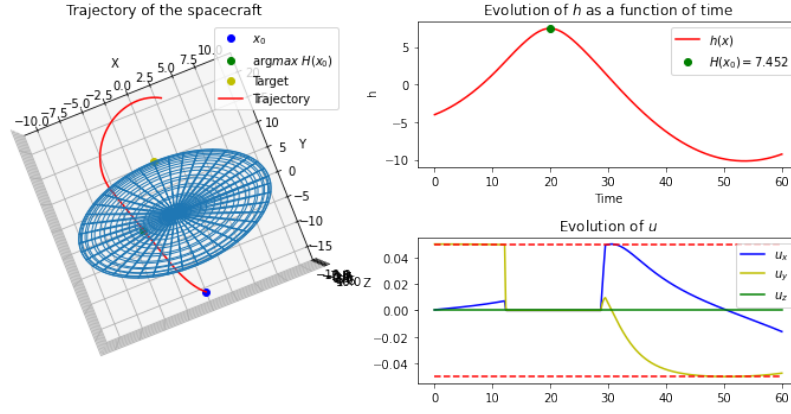 Trajectory of the spacecraft
x₀
argmax H(x₀)
Target
Trajectory
X
−10.0 −7.5 −5.0 −2.5 0.0 2.5 5.0 7.5 10.0
Y
20
10
5
0
−5
−10
−15
Z
Evolution of h as a function of time
h(x)
H(x₀) = 7.452
h
5
0
−5
−10
0 10 20 30 40 50 60
Time
Evolution of u
u_x
u_y
u_z
0.04
0.02
0.00
−0.02
−0.04
0 10 20 30 40 50 60